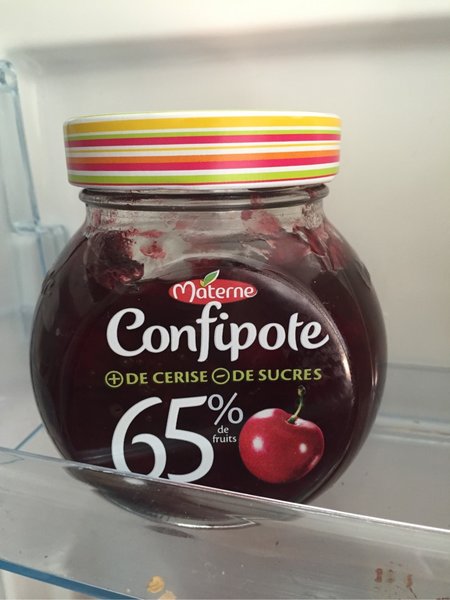 Materne
Confipote
+ DE CERISE - DE SUCRES
65%
de
fruits